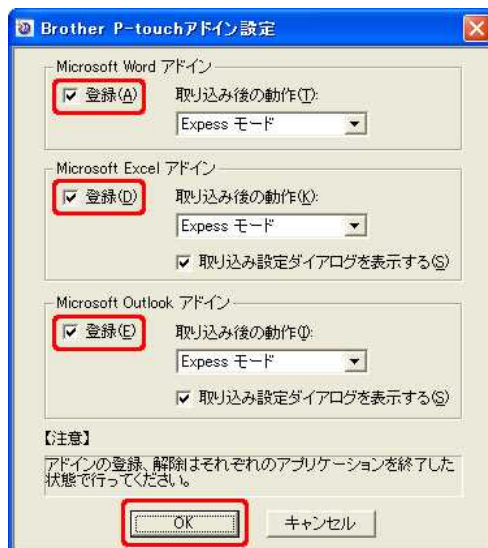 Brother P-touchアドイン設定
Microsoft Word アドイン
登録(A) 取り込み後の動作(T):
Expess モード
Microsoft Excel アドイン
登録(D) 取り込み後の動作(K):
Expess モード
取り込み設定ダイアログを表示する(S)
Microsoft Outlook アドイン
登録(E) 取り込み後の動作(I):
Expess モード
取り込み設定ダイアログを表示する(S)
【注意】
アドインの登録、解除はそれぞれのアプリケーションを終了した
状態で行ってください。
OK キャンセル